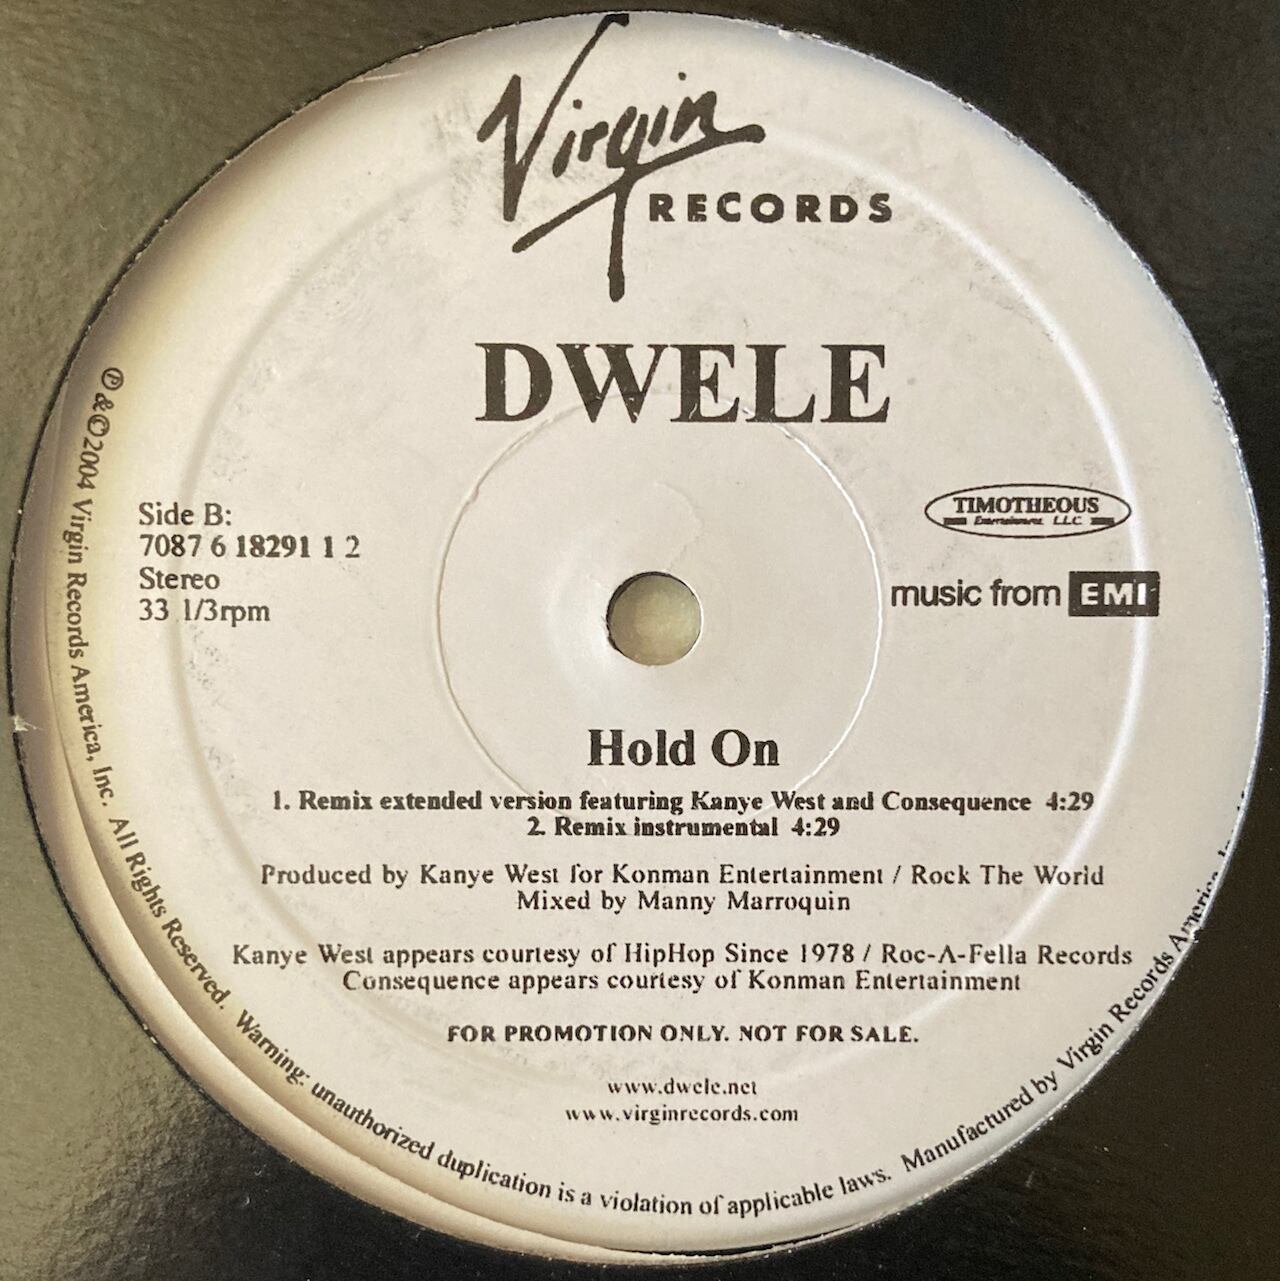 Virgin
RECORDS
DWELE
Side B:
7087 6 18291 1 2
Stereo
33 1/3rpm
TIMOTHEOUS
Entertainment, L.L.C.
music from EMI
Hold On
1. Remix extended version featuring Kanye West and Consequence 4:29
2. Remix instrumental 4:29
Produced by Kanye West for Konman Entertainment / Rock The World
Mixed by Manny Marroquin
Kanye West appears courtesy of HipHop Since 1978 / Roc-A-Fella Records
Consequence appears courtesy of Konman Entertainment
FOR PROMOTION ONLY. NOT FOR SALE.
www.dwele.net
www.virginrecords.com
℗ &©2004 Virgin Records America, Inc. All Rights Reserved. Warning: unauthorized duplication is a violation of applicable laws. Manufactured by Virgin Records America